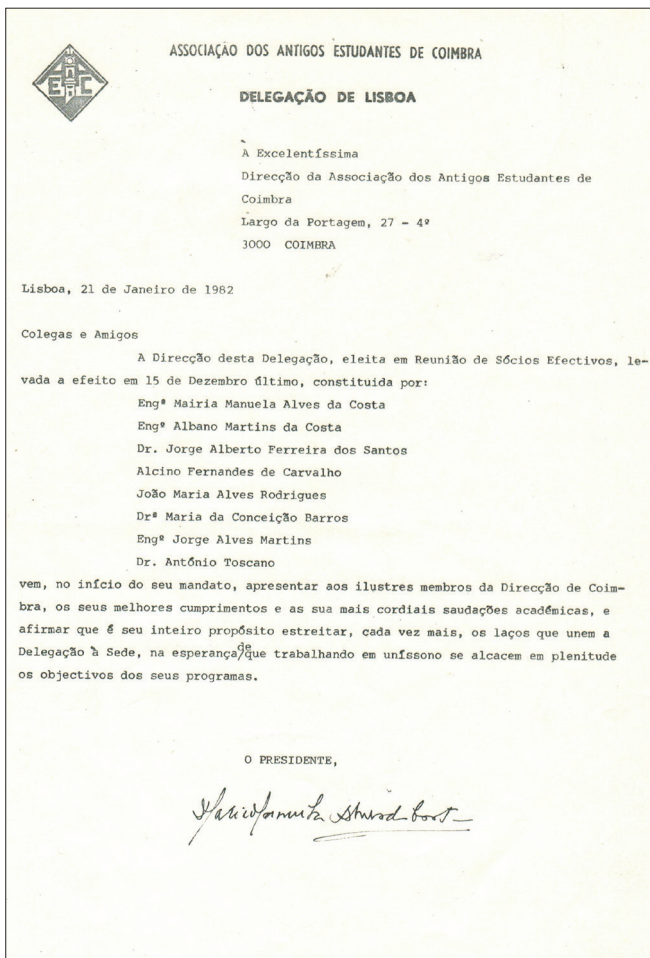 ASSOCIAÇÃO DOS ANTIGOS ESTUDANTES DE COIMBRA
DELEGAÇÃO DE LISBOA
À Excelentíssima
Direcção da Associação dos Antigos Estudantes de
Coimbra
Largo da Portagem, 27 - 4º
3000 COIMBRA
Lisboa, 21 de Janeiro de 1982
Colegas e Amigos
A Direcção desta Delegação, eleita em Reunião de Sócios Efectivos, le-
vada a efeito em 15 de Dezembro último, constituida por:
Engª Mairia Manuela Alves da Costa
Engº Albano Martins da Costa
Dr. Jorge Alberto Ferreira dos Santos
Alcino Fernandes de Carvalho
João Maria Alves Rodrigues
Drª Maria da Conceição Barros
Engº Jorge Alves Martins
Dr. António Toscano
vem, no início do seu mandato, apresentar aos ilustres membros da Direcção de Coim-
bra, os seus melhores cumprimentos e as sua mais cordiais saudações académicas, e
afirmar que é seu inteiro propósito estreitar, cada vez mais, os laços que unem a
Delegação à Sede, na esperança/de que trabalhando em uníssono se alcacem em plenitude
os objectivos dos seus programas.
O PRESIDENTE,